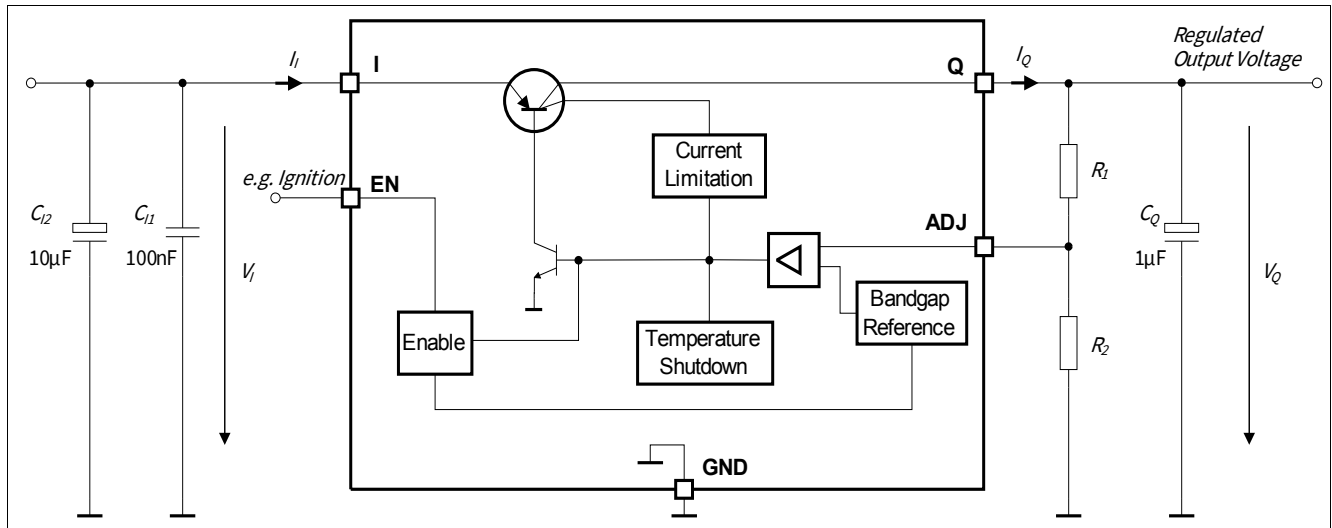 Regulated
Output Voltage
I_I
I
Q
I_Q
Current
Limitation
e.g. Ignition
EN
C_I2
10µF
C_I1
100nF
V_I
ADJ
R_1
C_Q
1µF
V_Q
Enable
Temperature
Shutdown
Bandgap
Reference
R_2
GND